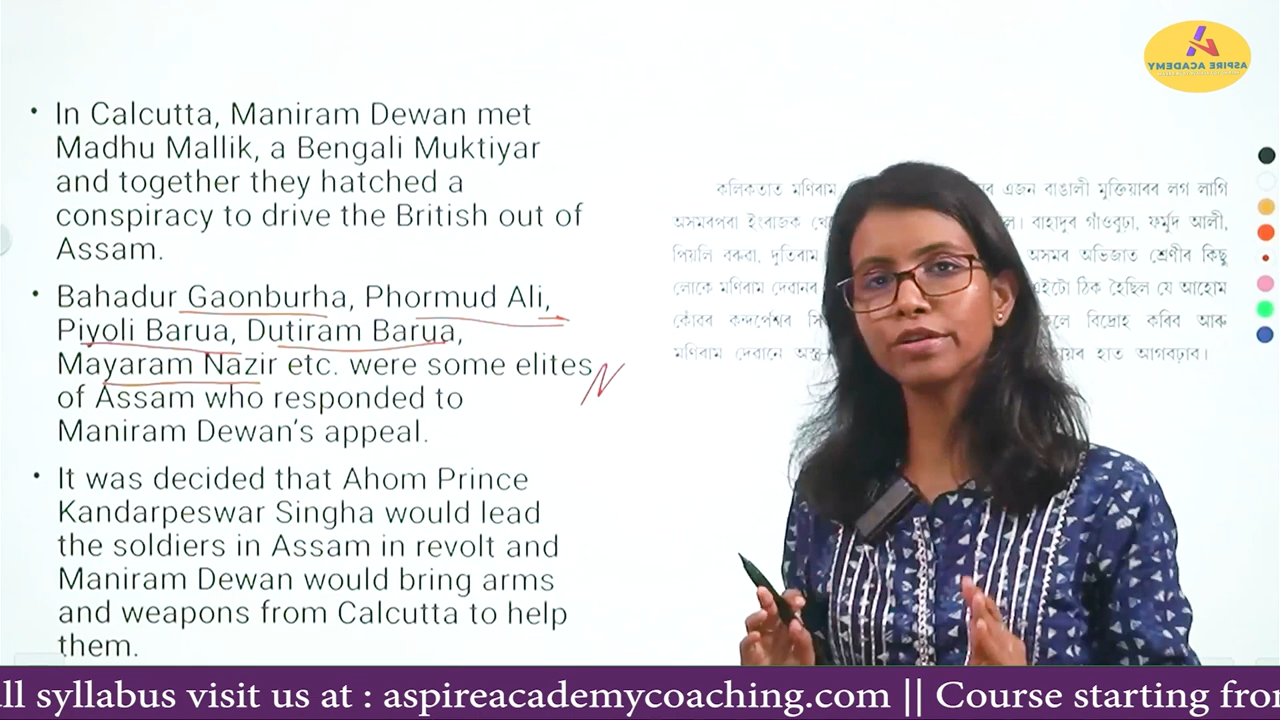 ASPIRE ACADEMY
• In Calcutta, Maniram Dewan met
Madhu Mallik, a Bengali Muktiyar
and together they hatched a
conspiracy to drive the British out of
Assam.
• Bahadur Gaonburha, Phormud Ali,
Piyoli Barua, Dutiram Barua,
Mayaram Nazir etc. were some elites
of Assam who responded to
Maniram Dewan's appeal.
• It was decided that Ahom Prince
Kandarpeswar Singha would lead
the soldiers in Assam in revolt and
Maniram Dewan would bring arms
and weapons from Calcutta to help
them.
কলিকতাত মণিৰাম এজন বাঙালী মুক্তিয়াৰৰ লগ লাগি
অসমৰপৰা ইংৰাজক বাহাদুৰ গাঁওবুঢ়া, ফৰ্মুদ আলী,
পিয়লি বৰুৱা, দুতিৰাম অসমৰ অভিজাত শ্ৰেণীৰ কিছু
লোকে মণিৰাম দেৱানৰ এইটো ঠিক হৈছিল যে আহোম
কোঁৱৰ কন্দৰ্পেশ্বৰ বিদ্ৰোহ কৰিব আৰু
মণিৰাম দেৱানে হাত আগবঢ়াব।
syllabus visit us at : aspireacademycoaching.com || Course starting